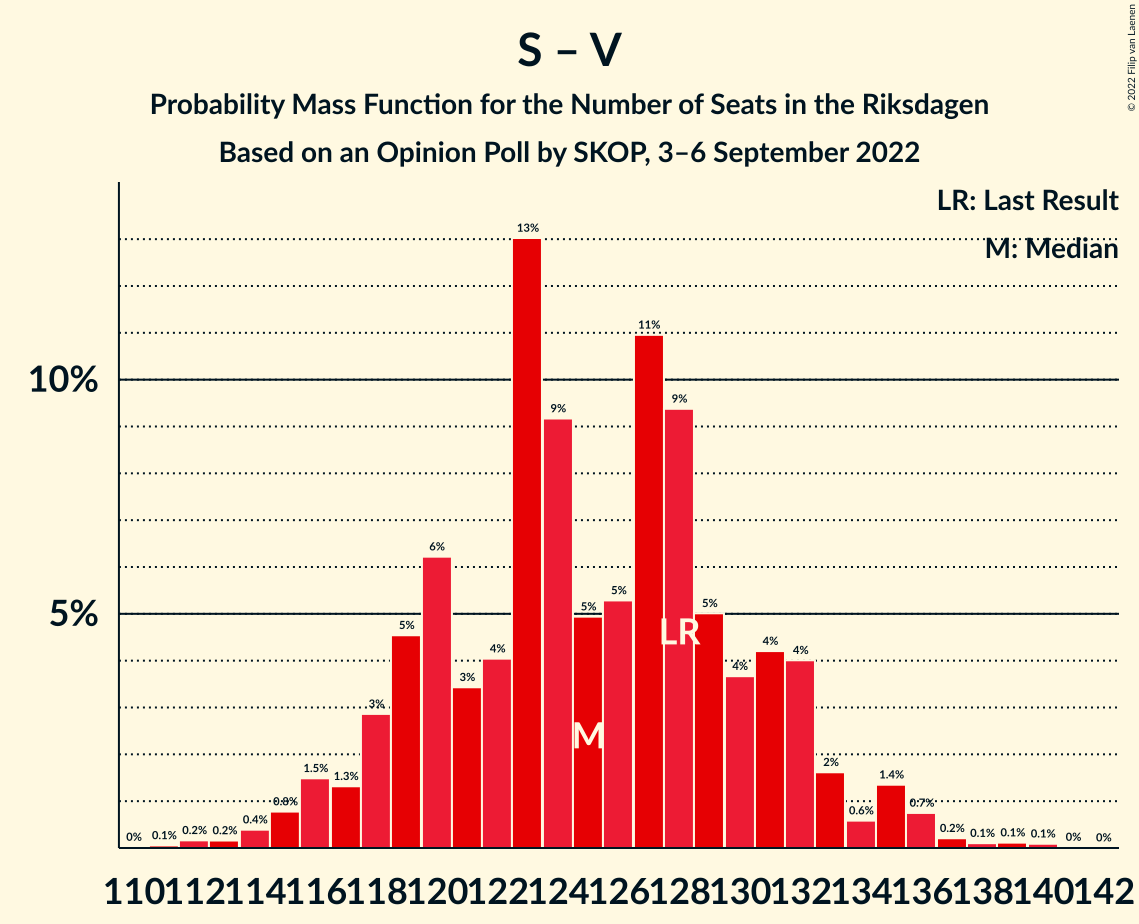 S – V
Probability Mass Function for the Number of Seats in the Riksdagen
Based on an Opinion Poll by SKOP, 3–6 September 2022
© 2022 Filip van Laenen
LR: Last Result
M: Median
10%
5%
0% 0.1% 0.2% 0.2% 0.4% 0.8% 1.5% 1.3% 3% 5% 6% 3% 4% 13% 9% 5% 5% 11% 9% 5% 4% 4% 4% 2% 0.6% 1.4% 0.7% 0.2% 0.1% 0.1% 0.1% 0% 0%
LR
M
110 112 114 116 118 120 122 124 126 128 130 132 134 136 138 140 142